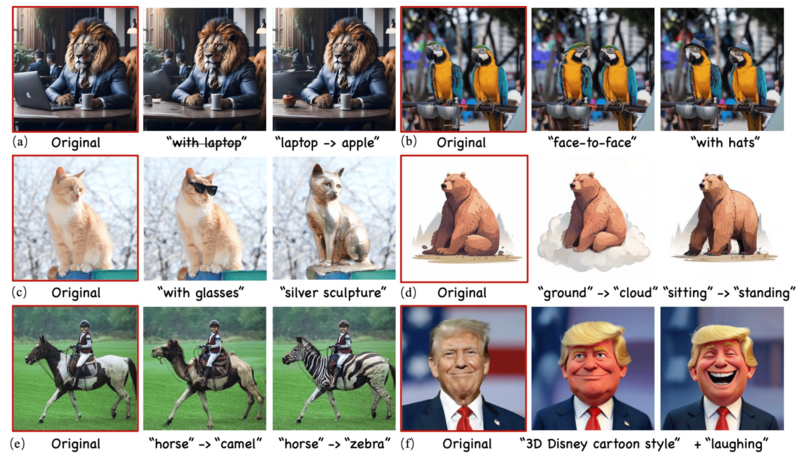 (a) Original "~~with laptop~~" "laptop -> apple"
(b) Original "face-to-face" "with hats"
(c) Original "with glasses" "silver sculpture"
(d) Original "ground" -> "cloud" "sitting" -> "standing"
(e) Original "horse" -> "camel" "horse" -> "zebra"
(f) Original "3D Disney cartoon style" + "laughing"